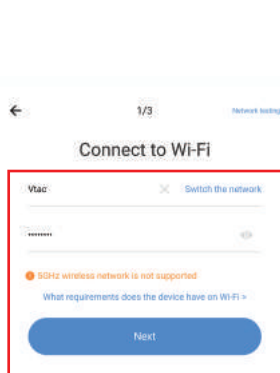 1/3 Network testing
Connect to Wi-Fi
Vtac Switch the network
••••••••
5GHz wireless network is not supported
What requirements does the device have on Wi-Fi >
Next